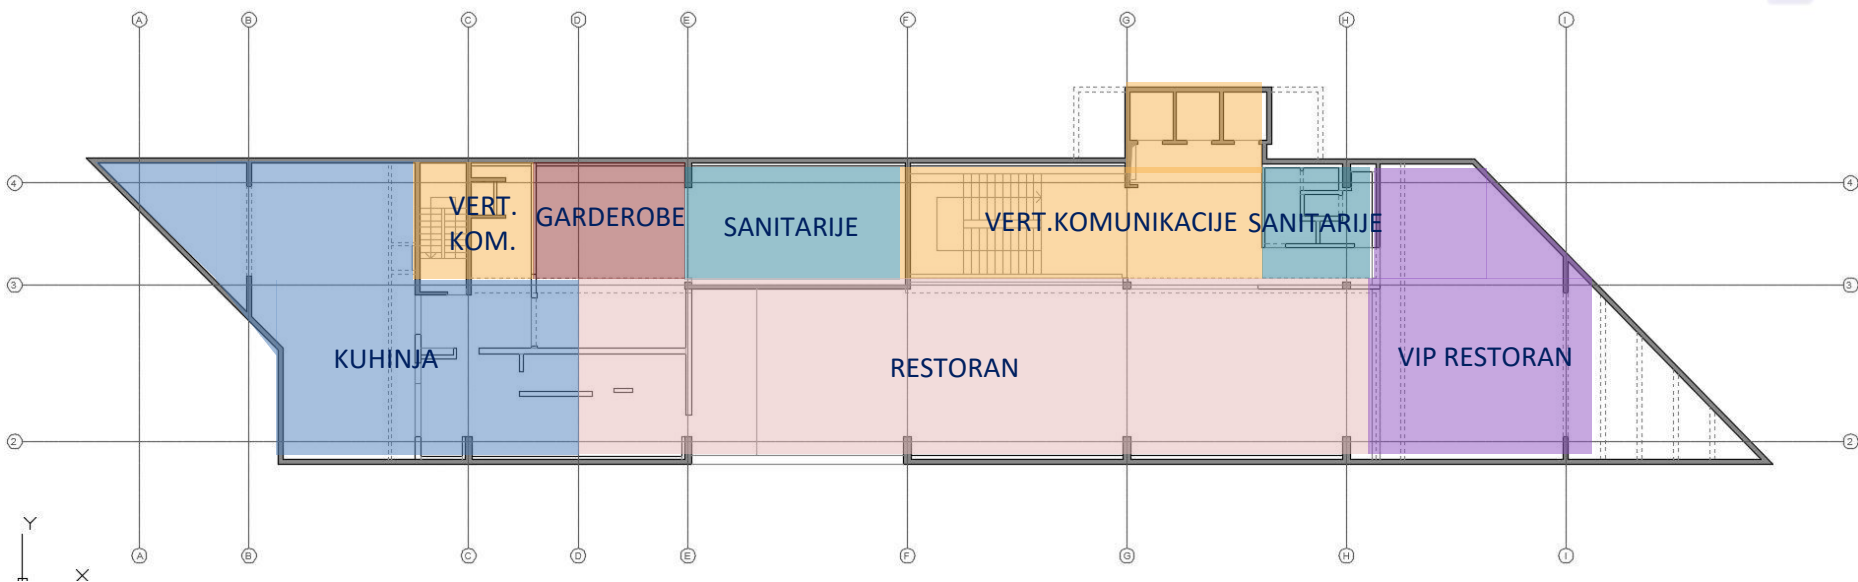 A B C D E F G H I
4 4
VERT.
KOM.
GARDEROBE
SANITARIJE
VERT.KOMUNIKACIJE
SANITARIJE
3 3
KUHINJA
RESTORAN
VIP RESTORAN
2 2
Y
X
A B C D E F G H I